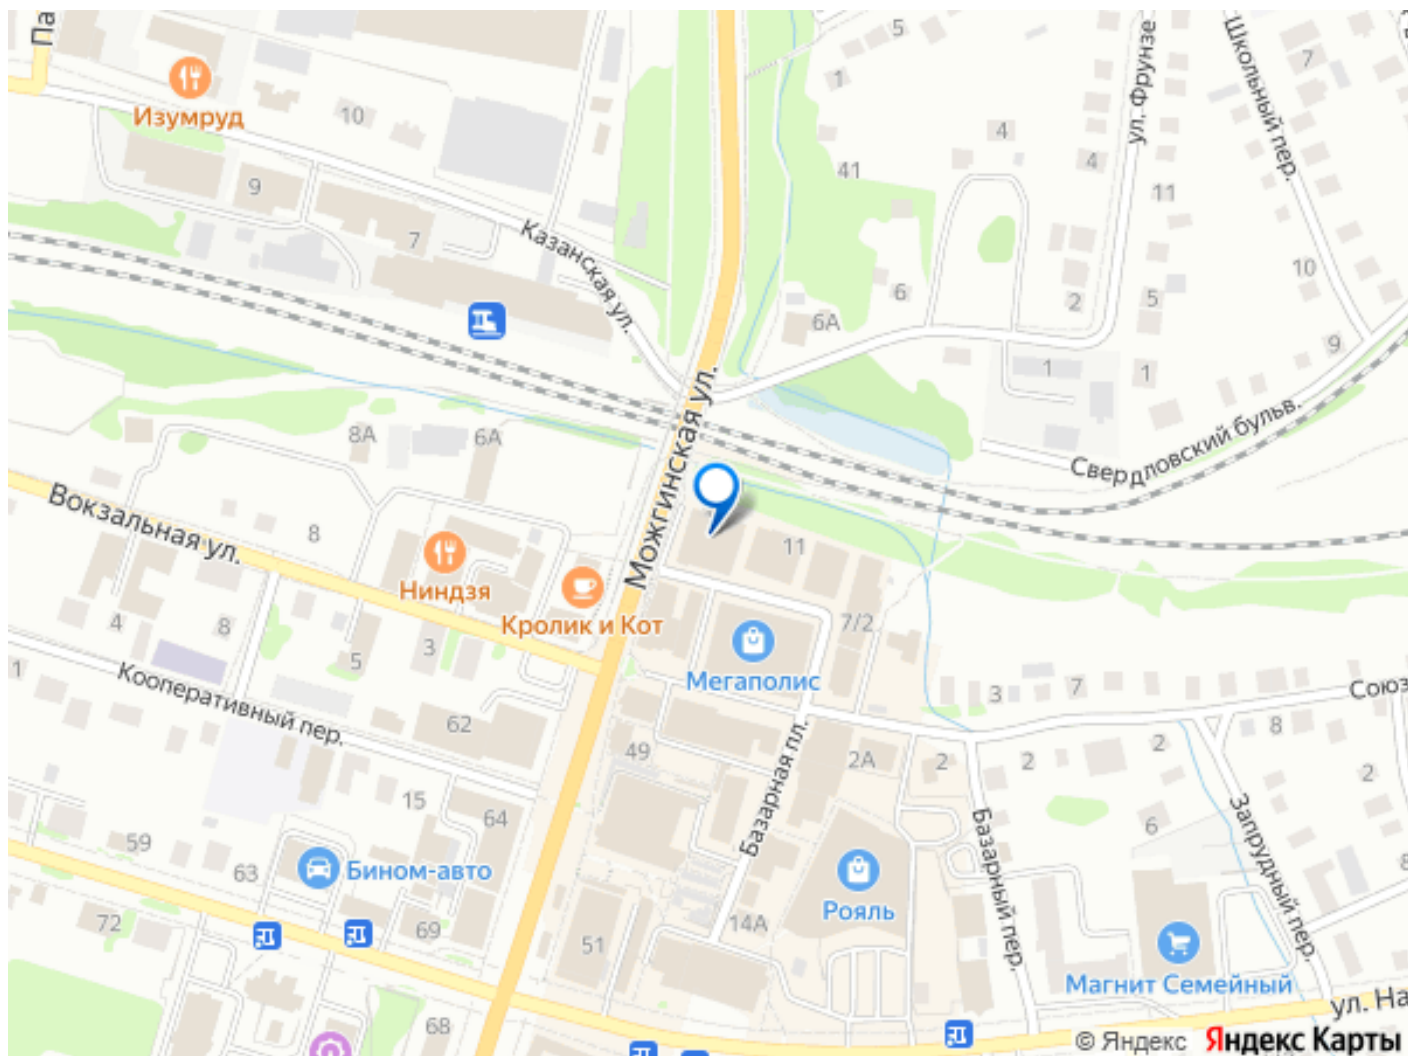 Па
5
1
Школьный пер.
7
ул. Фрунзе
Изумруд
10
4
4
41
11
9
Казанская ул.
7
10
6
2
5
6А
9
1
1
Можгинская ул.
Свердловский бульв.
8А
6А
Вокзальная ул.
8
11
Ниндзя
Кролик и Кот
7/2
4
8
3
5
Мегаполис
1
Кооперативный пер.
3
7
Союз
62
8
49
2А
2
2
2
2
Базарная пл.
15
64
Базарный пер.
6
Запрудный пер.
59
63
Бином-авто
8
Рояль
72
69
14А
51
Магнит Семейный
68
ул. На
© Яндекс Яндекс Карты